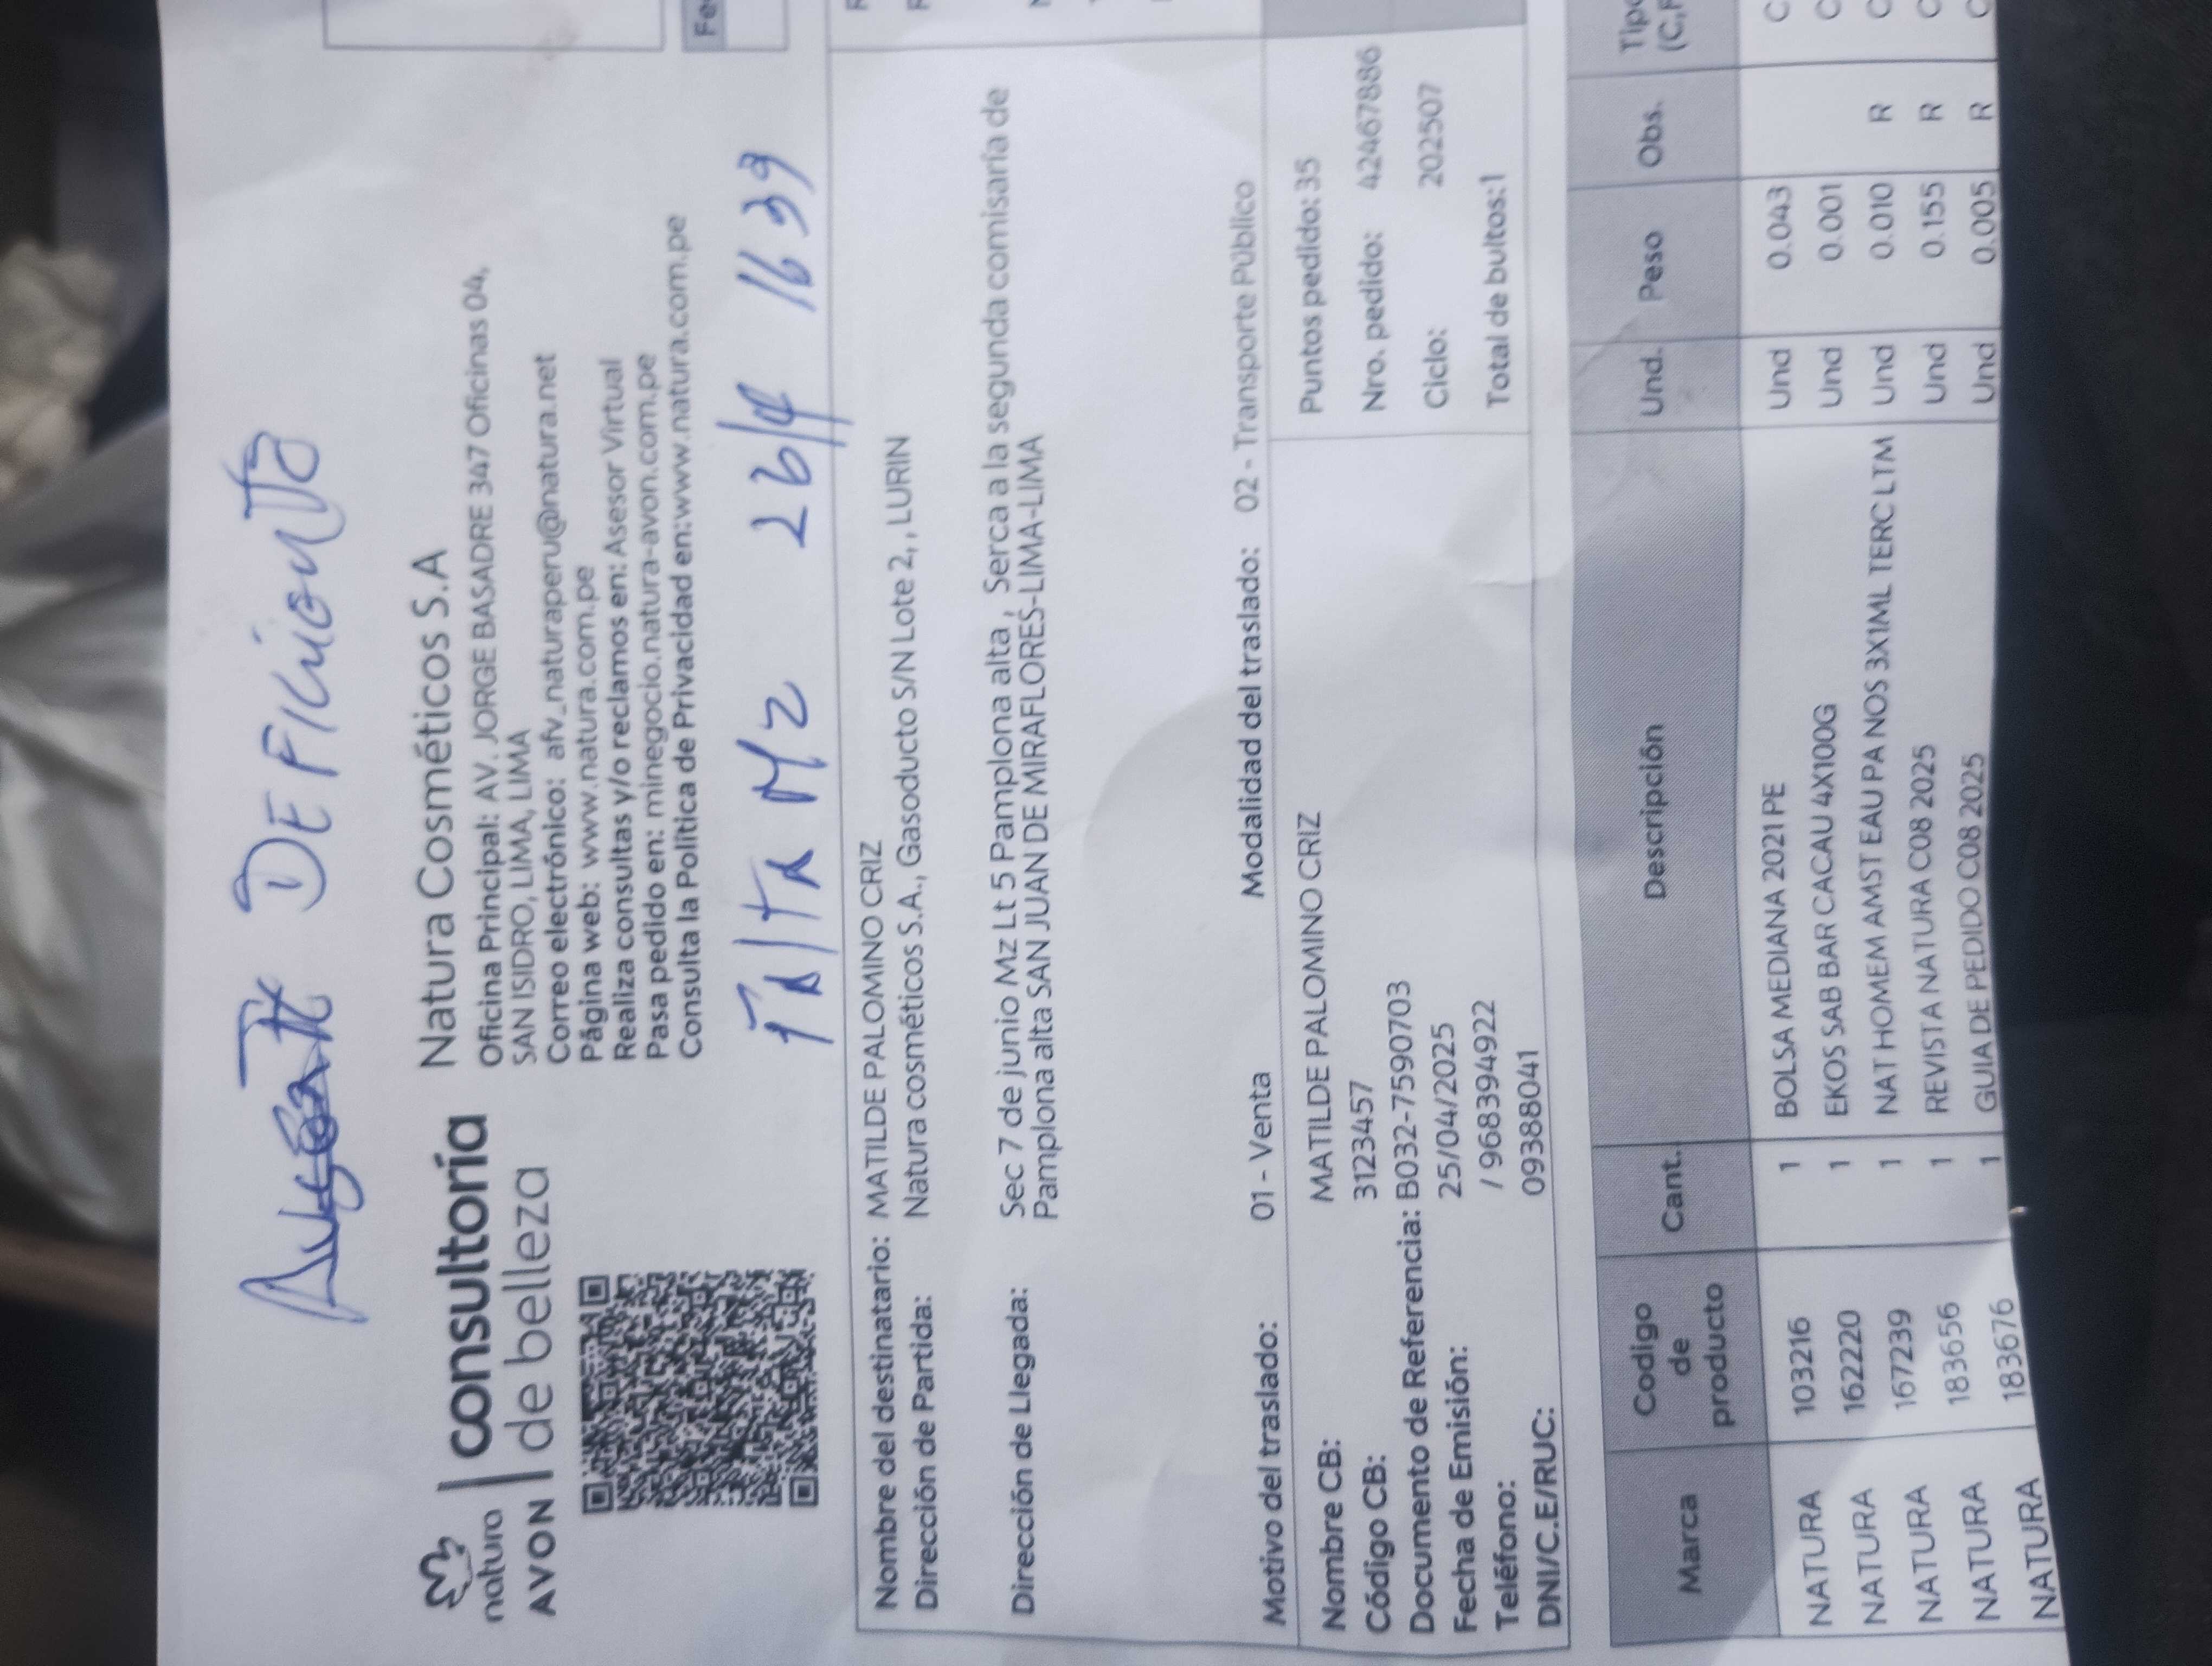 DEFICIENTE
natura
AVON
consultoría
de belleza
Natura Cosméticos S.A
Oficina Principal: AV. JORGE BASADRE 347 Oficinas 04,
SAN ISIDRO, LIMA, LIMA
Correo electrónico: afv_naturaperu@natura.net
Página web: www.natura.com.pe
Realiza consultas y/o reclamos en: Asesor Virtual
Pasa pedido en: minegocio.natura-avon.com.pe
Consulta la Política de Privacidad en:www.natura.com.pe
Falta Mz 26/4 1639
Nombre del destinatario: MATILDE PALOMINO CRIZ
Dirección de Partida: Natura cosméticos S.A., Gasoducto S/N Lote 2, , LURIN
Dirección de Llegada: Sec 7 de junio Mz Lt 5 Pamplona alta , Serca a la segunda comisaría de
Pamplona alta SAN JUAN DE MIRAFLORES-LIMA-LIMA
Motivo del traslado: 01 - Venta Modalidad del traslado: 02 - Transporte Público
Nombre CB: MATILDE PALOMINO CRIZ Puntos pedido: 35
Código CB: 3123457 Nro. pedido: 42467886
Documento de Referencia: B032-7590703 Ciclo: 202507
Fecha de Emisión: 25/04/2025 Total de bultos:1
Teléfono: / 968394922
DNI/C.E/RUC: 09388041
Marca Codigo de producto Cant. Descripción Und. Peso Obs.
NATURA 103216 1 BOLSA MEDIANA 2021 PE Und 0.043 C
NATURA 162220 1 EKOS SAB BAR CACAU 4X100G Und 0.001 C
NATURA 167239 1 NAT HOMEM AMST EAU PA NOS 3X1ML TERC LTM Und 0.010 R C
NATURA 183656 1 REVISTA NATURA C08 2025 Und 0.155 R C
NATURA 183676 1 GUIA DE PEDIDO C08 2025 Und 0.005 R C